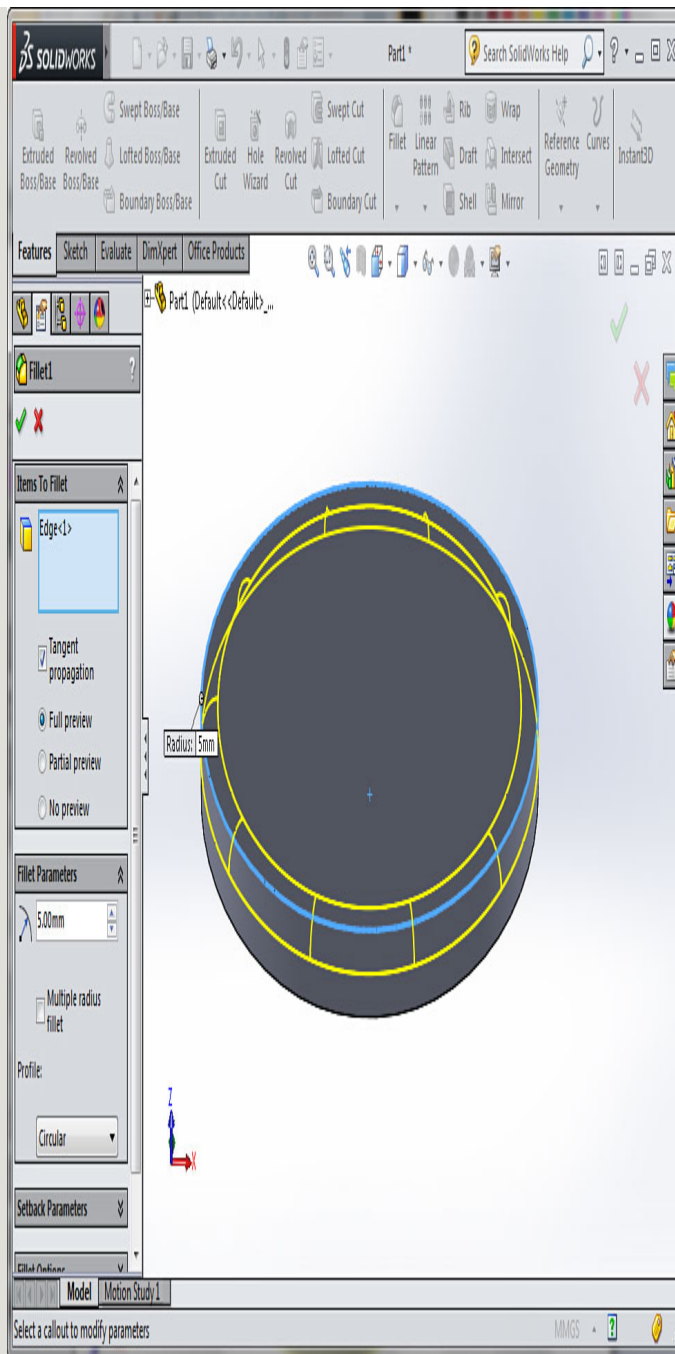 SOLIDWORKS
Part1 *
Search SolidWorks Help
?
Extruded Boss/Base
Revolved Boss/Base
Swept Boss/Base
Lofted Boss/Base
Boundary Boss/Base
Extruded Cut
Hole Wizard
Revolved Cut
Swept Cut
Lofted Cut
Boundary Cut
Fillet
Linear Pattern
Rib
Draft
Shell
Wrap
Intersect
Mirror
Reference Geometry
Curves
Instant3D
Features Sketch Evaluate DimXpert Office Products
Part1 (Default<<Default>_...
Fillet1 ?
Items To Fillet
Edge<1>
Tangent
propagation
Full preview
Partial preview
No preview
Radius: 5mm
Fillet Parameters
5.00mm
Multiple radius
fillet
Profile:
Circular
Z
X
Setback Parameters
Fillet Options
Model Motion Study 1
Select a callout to modify parameters
MMGS ?